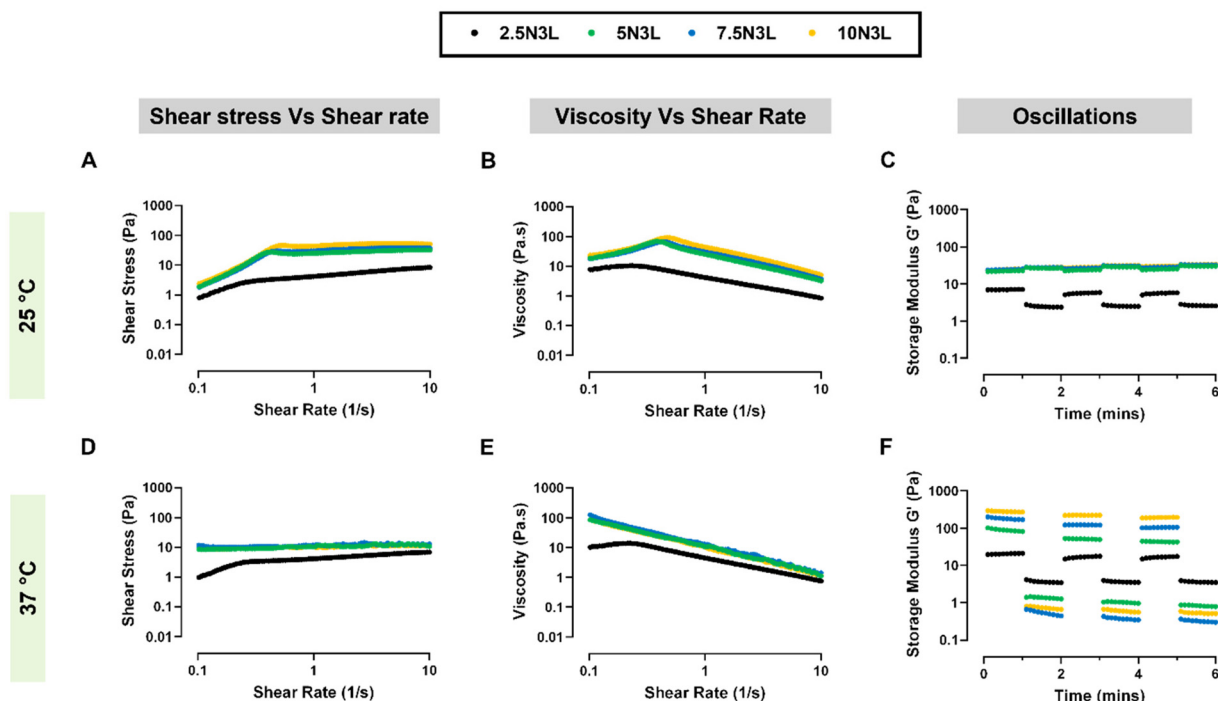 2.5N3L 5N3L 7.5N3L 10N3L
Shear stress Vs Shear rate
Viscosity Vs Shear Rate
Oscillations
25 °C
A
Shear Stress (Pa)
1000
100
10
1
0.1
0.01
0.1 1 10
Shear Rate (1/s)
B
Viscosity (Pa.s)
1000
100
10
1
0.1
0.01
0.1 1 10
Shear Rate (1/s)
C
Storage Modulus G' (Pa)
1000
100
10
1
0.1
0 2 4 6
Time (mins)
37 °C
D
Shear Stress (Pa)
1000
100
10
1
0.1
0.01
0.1 1 10
Shear Rate (1/s)
E
Viscosity (Pa.s)
1000
100
10
1
0.1
0.01
0.1 1 10
Shear Rate (1/s)
F
Storage Modulus G' (Pa)
1000
100
10
1
0.1
0 2 4 6
Time (mins)